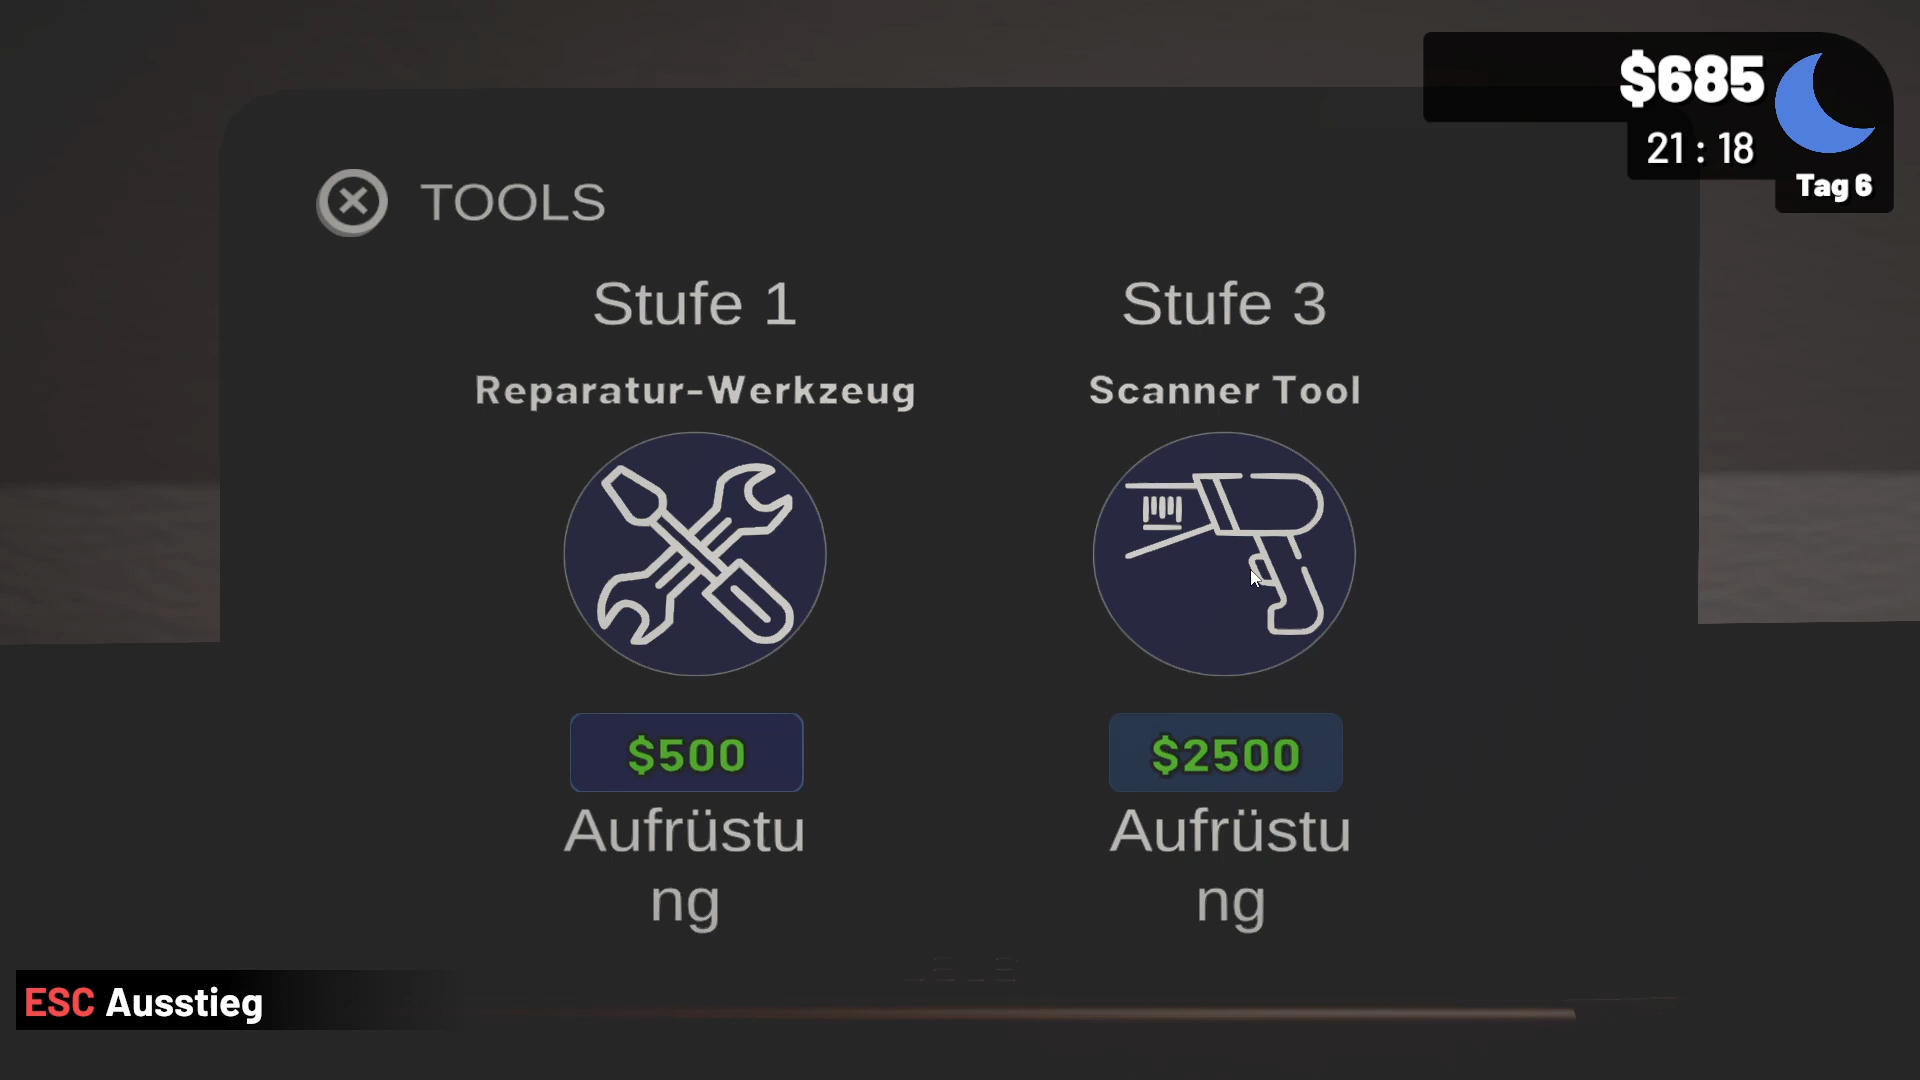 $685
21 : 18
Tag 6
TOOLS
Stufe 1
Stufe 3
Reparatur-Werkzeug
Scanner Tool
$500
$2500
Aufrüstu
ng
Aufrüstu
ng
ESC Ausstieg